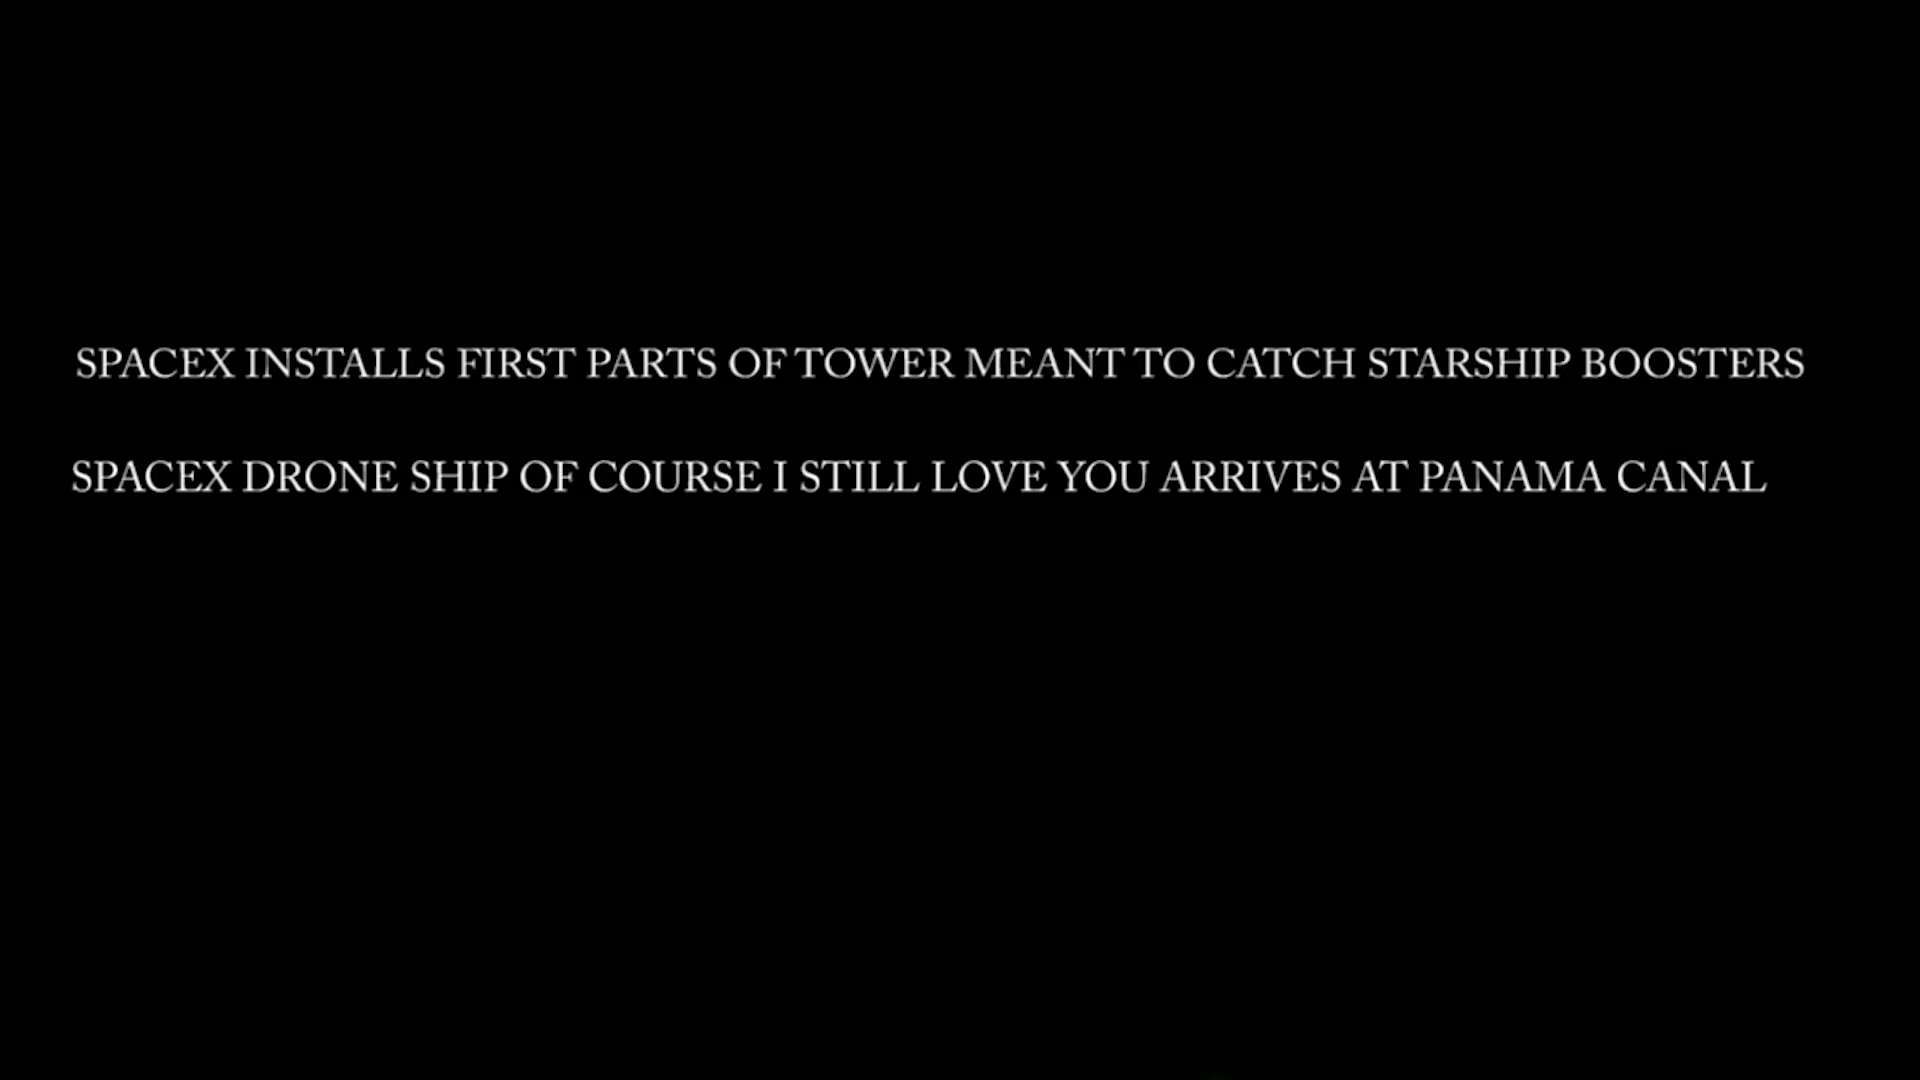 SPACEX INSTALLS FIRST PARTS OF TOWER MEANT TO CATCH STARSHIP BOOSTERS
SPACEX DRONE SHIP OF COURSE I STILL LOVE YOU ARRIVES AT PANAMA CANAL